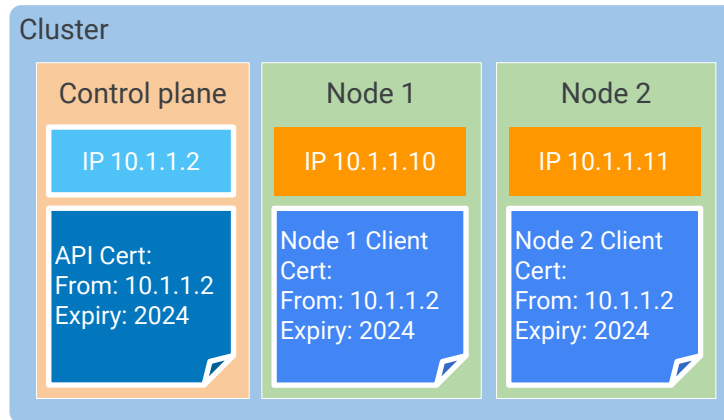 Cluster
Control plane
IP 10.1.1.2
API Cert:
From: 10.1.1.2
Expiry: 2024
Node 1
IP 10.1.1.10
Node 1 Client
Cert:
From: 10.1.1.2
Expiry: 2024
Node 2
IP 10.1.1.11
Node 2 Client
Cert:
From: 10.1.1.2
Expiry: 2024